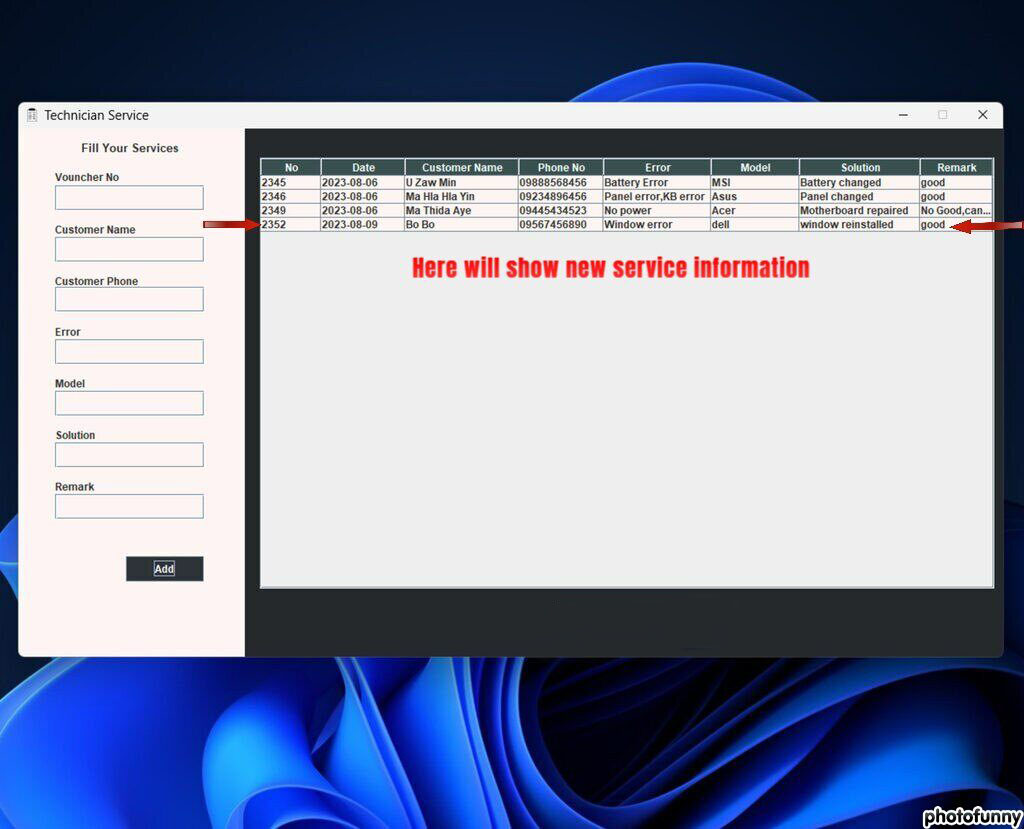 Technician Service
Fill Your Services
Vouncher No
Customer Name
Customer Phone
Error
Model
Solution
Remark
Add
No Date Customer Name Phone No Error Model Solution Remark
2345 2023-08-06 U Zaw Min 09888568456 Battery Error MSI Battery changed good
2346 2023-08-06 Ma Hla Hla Yin 09234896456 Panel error,KB error Asus Panel changed good
2349 2023-08-06 Ma Thida Aye 09445434523 No power Acer Motherboard repaired No Good,can...
2352 2023-08-09 Bo Bo 09567456890 Window error dell window reinstalled good
Here will show new service information
photofunny